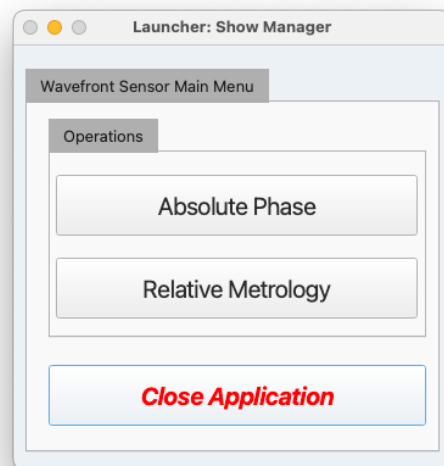 Launcher: Show Manager
Wavefront Sensor Main Menu
Operations
Absolute Phase
Relative Metrology
Close Application